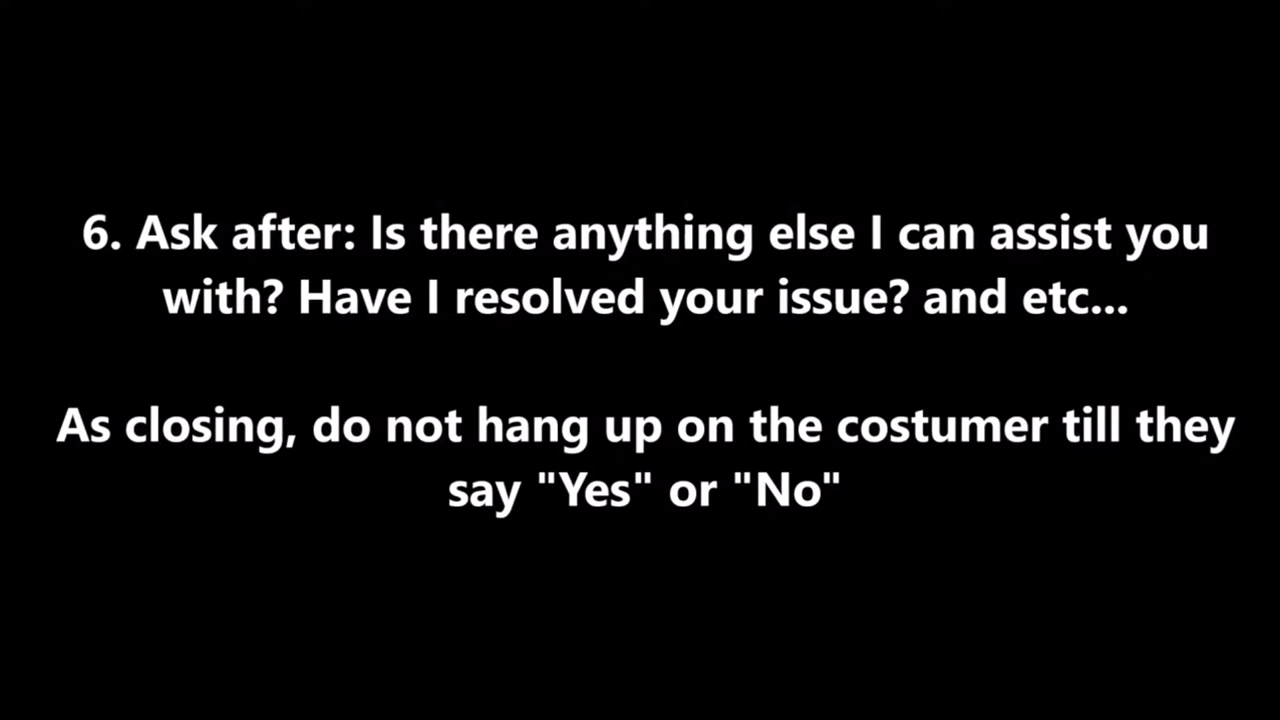 6. Ask after: Is there anything else I can assist you
with? Have I resolved your issue? and etc...
As closing, do not hang up on the costumer till they
say "Yes" or "No"